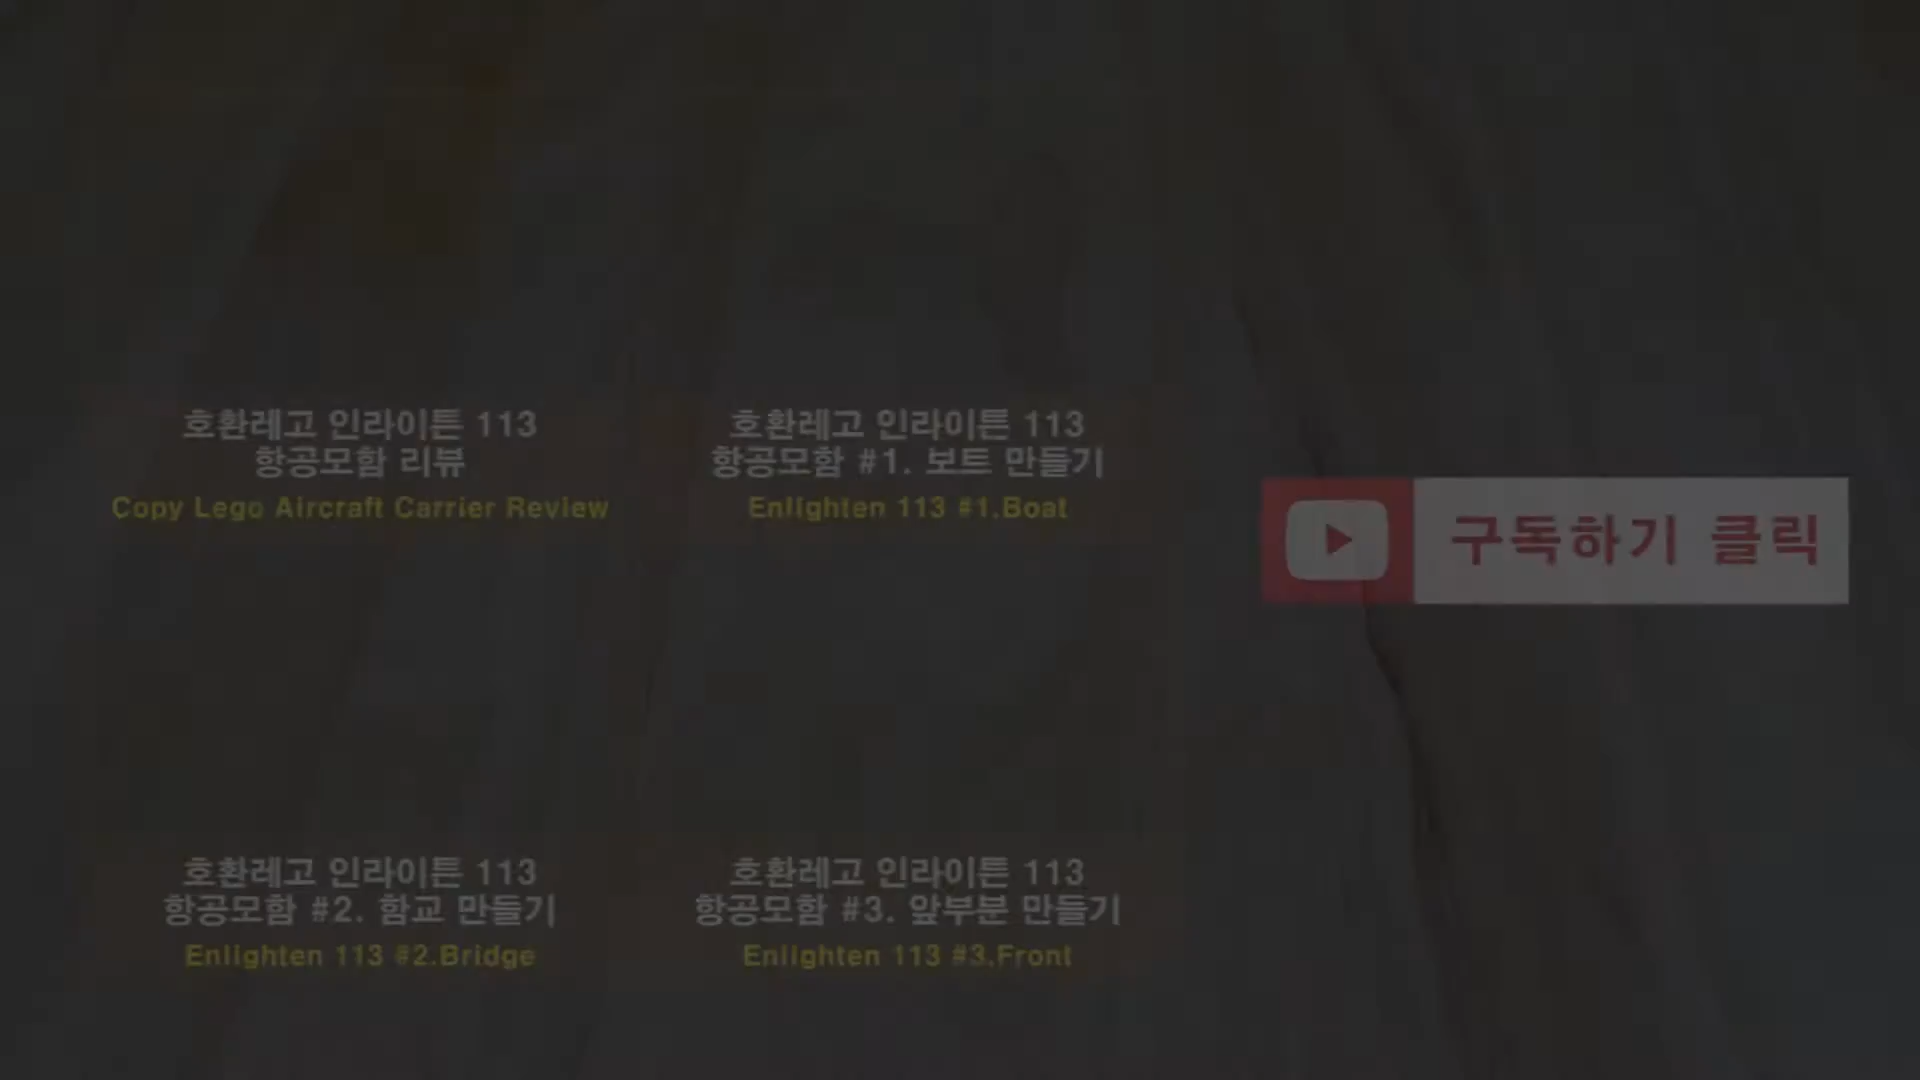 호환레고 인라이튼 113
항공모함 리뷰
Copy Lego Aircraft Carrier Review
호환레고 인라이튼 113
항공모함 #1. 보트 만들기
Enlighten 113 #1.Boat
구독하기 클릭
호환레고 인라이튼 113
항공모함 #2. 함교 만들기
Enlighten 113 #2.Bridge
호환레고 인라이튼 113
항공모함 #3. 앞부분 만들기
Enlighten 113 #3.Front